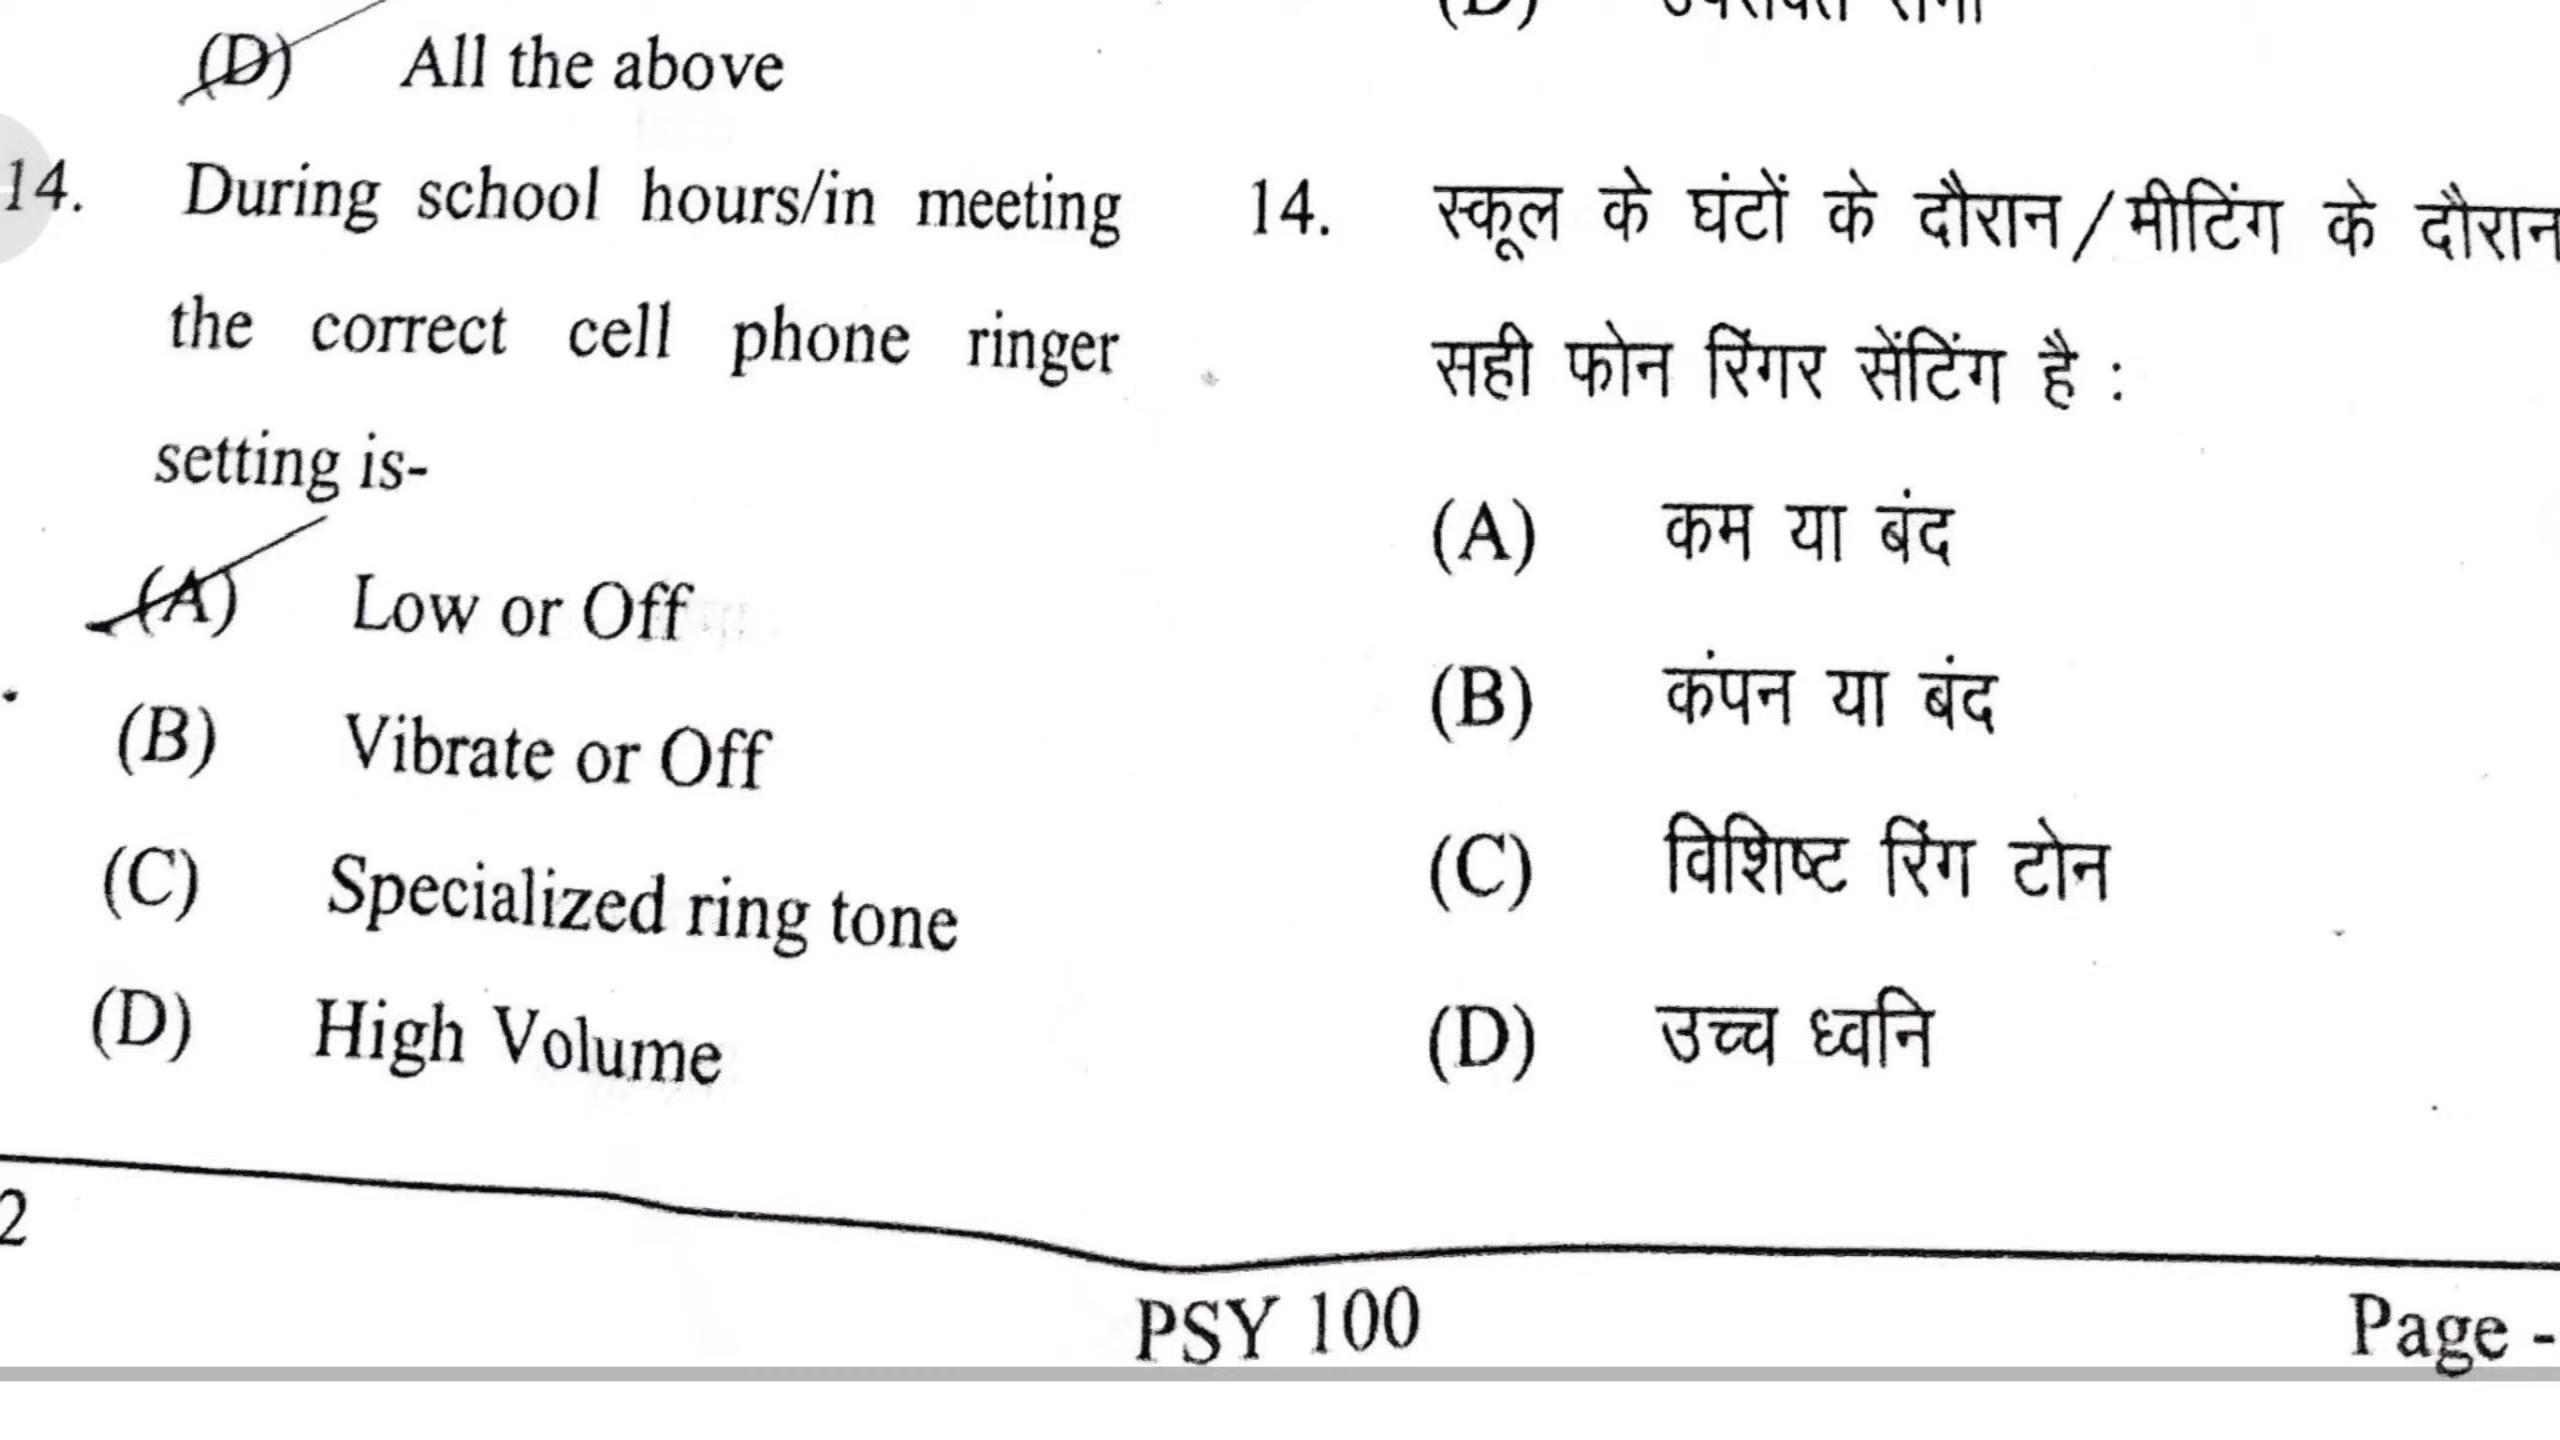 (D) All the above
14. During school hours/in meeting
the correct cell phone ringer
setting is-
(A) Low or Off
(B) Vibrate or Off
(C) Specialized ring tone
(D) High Volume
(D)
14. स्कूल के घंटों के दौरान/मीटिंग के दौरान
सही फोन रिंगर सेंटिंग है :
(A) कम या बंद
(B) कंपन या बंद
(C) विशिष्ट रिंग टोन
(D) उच्च ध्वनि
2
PSY 100
Page -